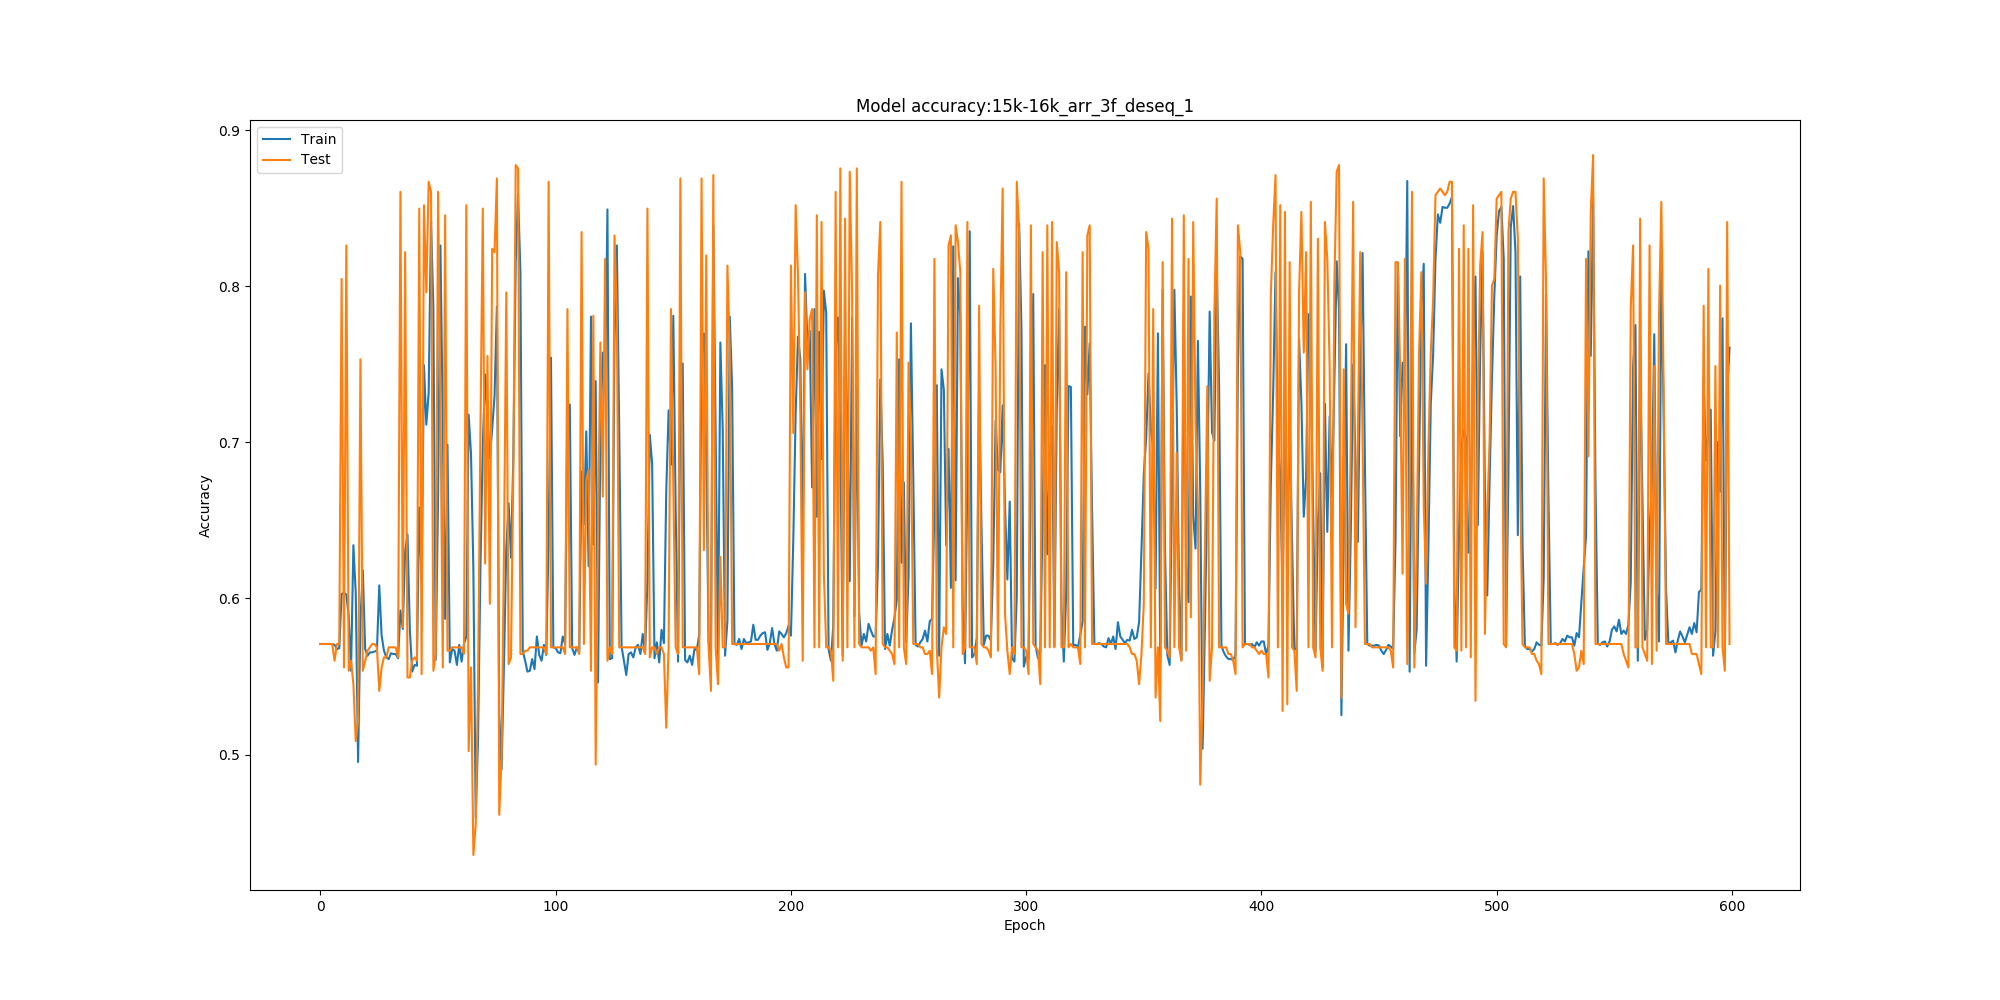 Model accuracy:15k-16k_arr_3f_deseq_1
Train
Test
0.9
0.8
0.7
0.6
0.5
Accuracy
0 100 200 300 400 500 600
Epoch